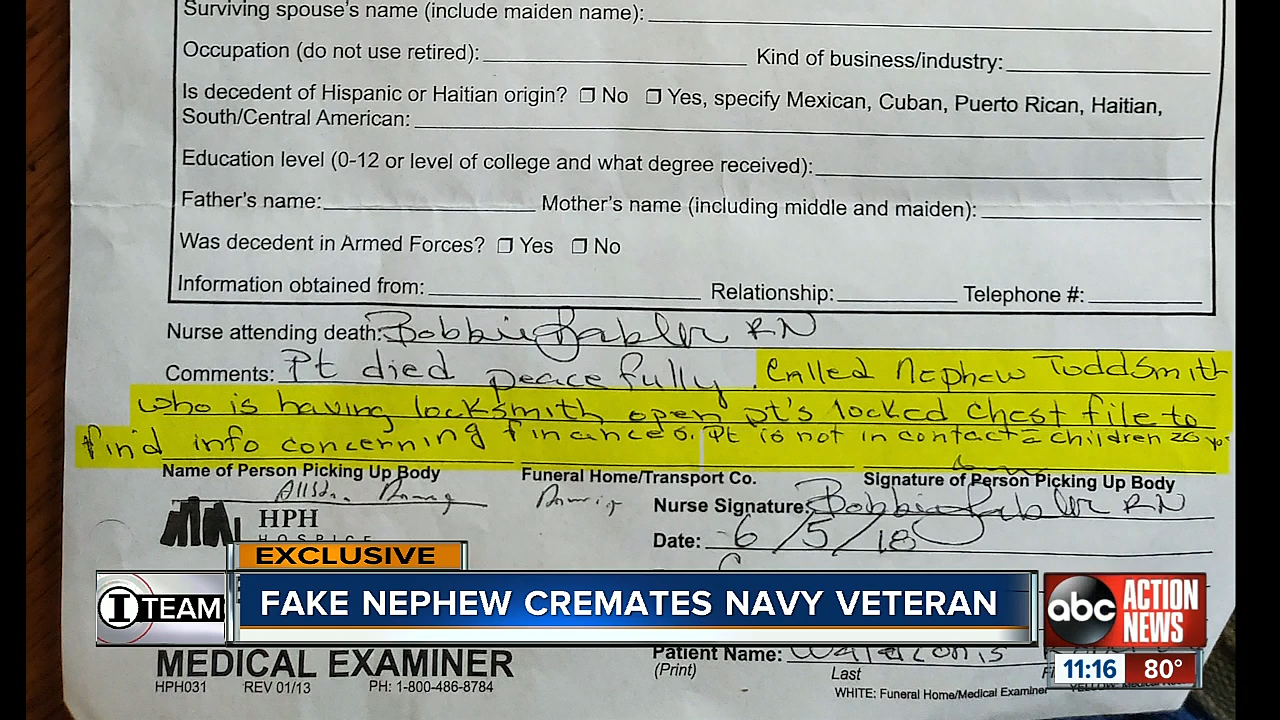 Surviving spouse's name (include maiden name):
Occupation (do not use retired): Kind of business/industry:
Is decedent of Hispanic or Haitian origin? ☐ No ☐ Yes, specify Mexican, Cuban, Puerto Rican, Haitian,
South/Central American:
Education level (0-12 or level of college and what degree received):
Father's name: Mother's name (including middle and maiden):
Was decedent in Armed Forces? ☐ Yes ☐ No
Information obtained from: Relationship: Telephone #:
Nurse attending death: Bobbie RN
Comments: Pt died peacefully. Called Nephew Todd Smith
who is having locksmith open pt's locked chest file to
find info concerning finances. Pt is not in contact c children 20
Name of Person Picking Up Body Funeral Home/Transport Co. Signature of Person Picking Up Body
Nurse Signature: Bobbie RN
HPH
HOSPICE
Date: 6/5/18
EXCLUSIVE
I TEAM
FAKE NEPHEW CREMATES NAVY VETERAN
abc ACTION NEWS
11:16 80°
MEDICAL EXAMINER
HPH031 REV 01/13 PH: 1-800-486-8784
Patient Name:
(Print) Last
WHITE: Funeral Home/Medical Examiner